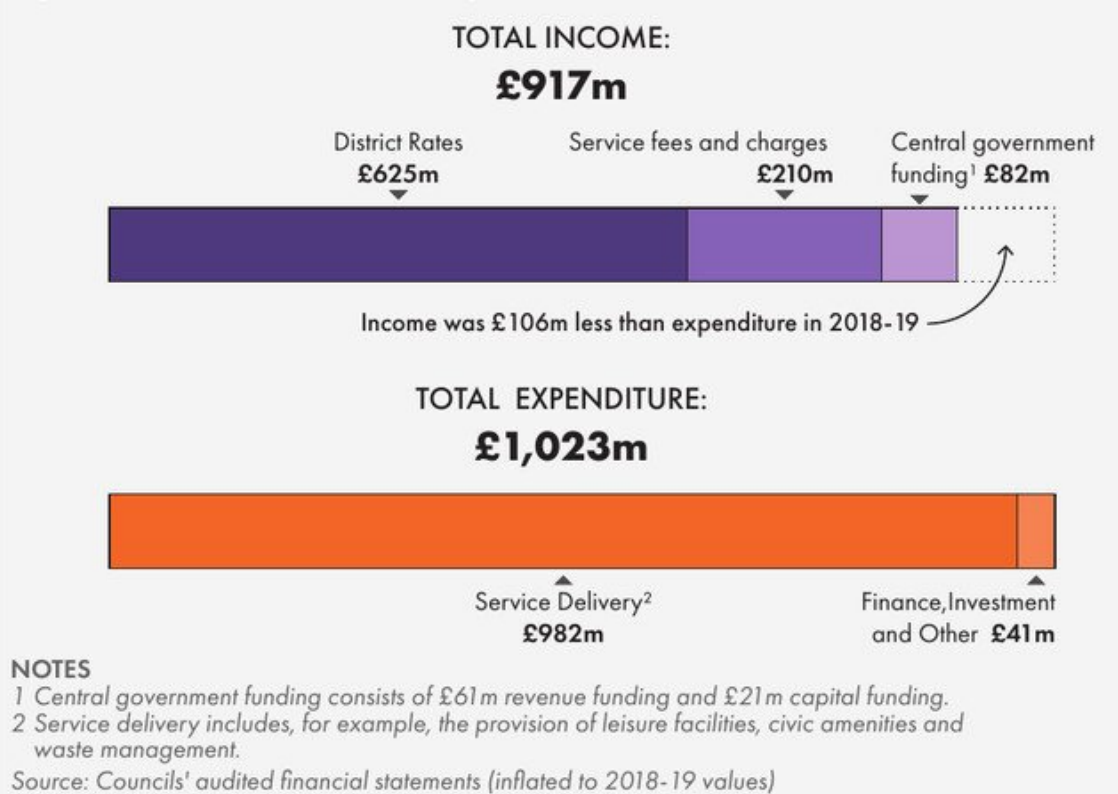 TOTAL INCOME:
£917m
District Rates
£625m
Service fees and charges
£210m
Central government
funding¹ £82m
Income was £106m less than expenditure in 2018-19
TOTAL EXPENDITURE:
£1,023m
Service Delivery²
£982m
Finance,Investment
and Other £41m
NOTES
1 Central government funding consists of £61m revenue funding and £21m capital funding.
2 Service delivery includes, for example, the provision of leisure facilities, civic amenities and
waste management.
Source: Councils' audited financial statements (inflated to 2018-19 values)